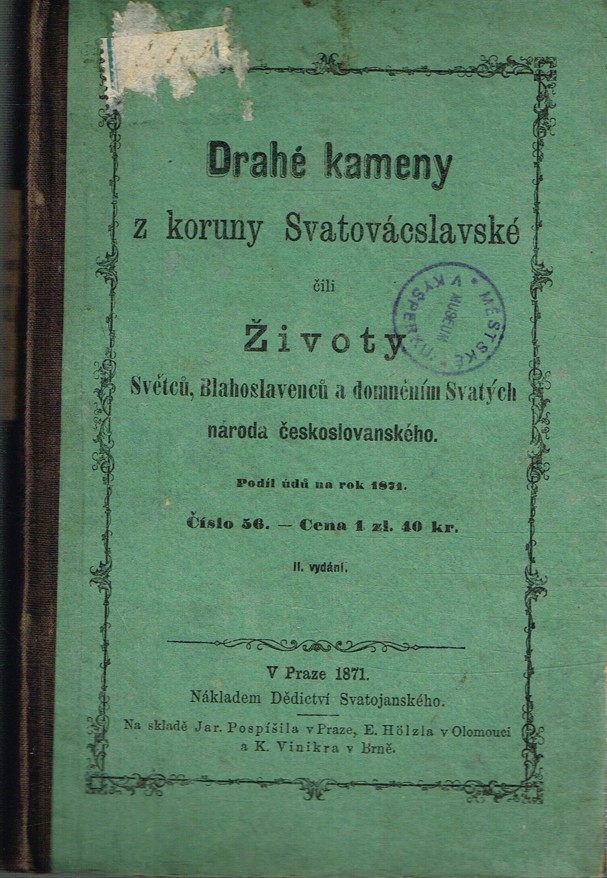 Drahé kameny
z koruny Svatovácslavské
čili
Životy
Světců, Blahoslavenců a domněním Svatých
národa českoslovanského.
Podíl údů na rok 1871.
Číslo 56. — Cena 1 zl. 40 kr.
II. vydání.
V Praze 1871.
Nákladem Dědictví Svatojanského.
Na skladě Jar. Pospíšila v Praze, E. Hölzla v Olomouci
a K. Vinikra v Brně.
MĚSTSKÉ
MUSEUM
V KYŠPERKU